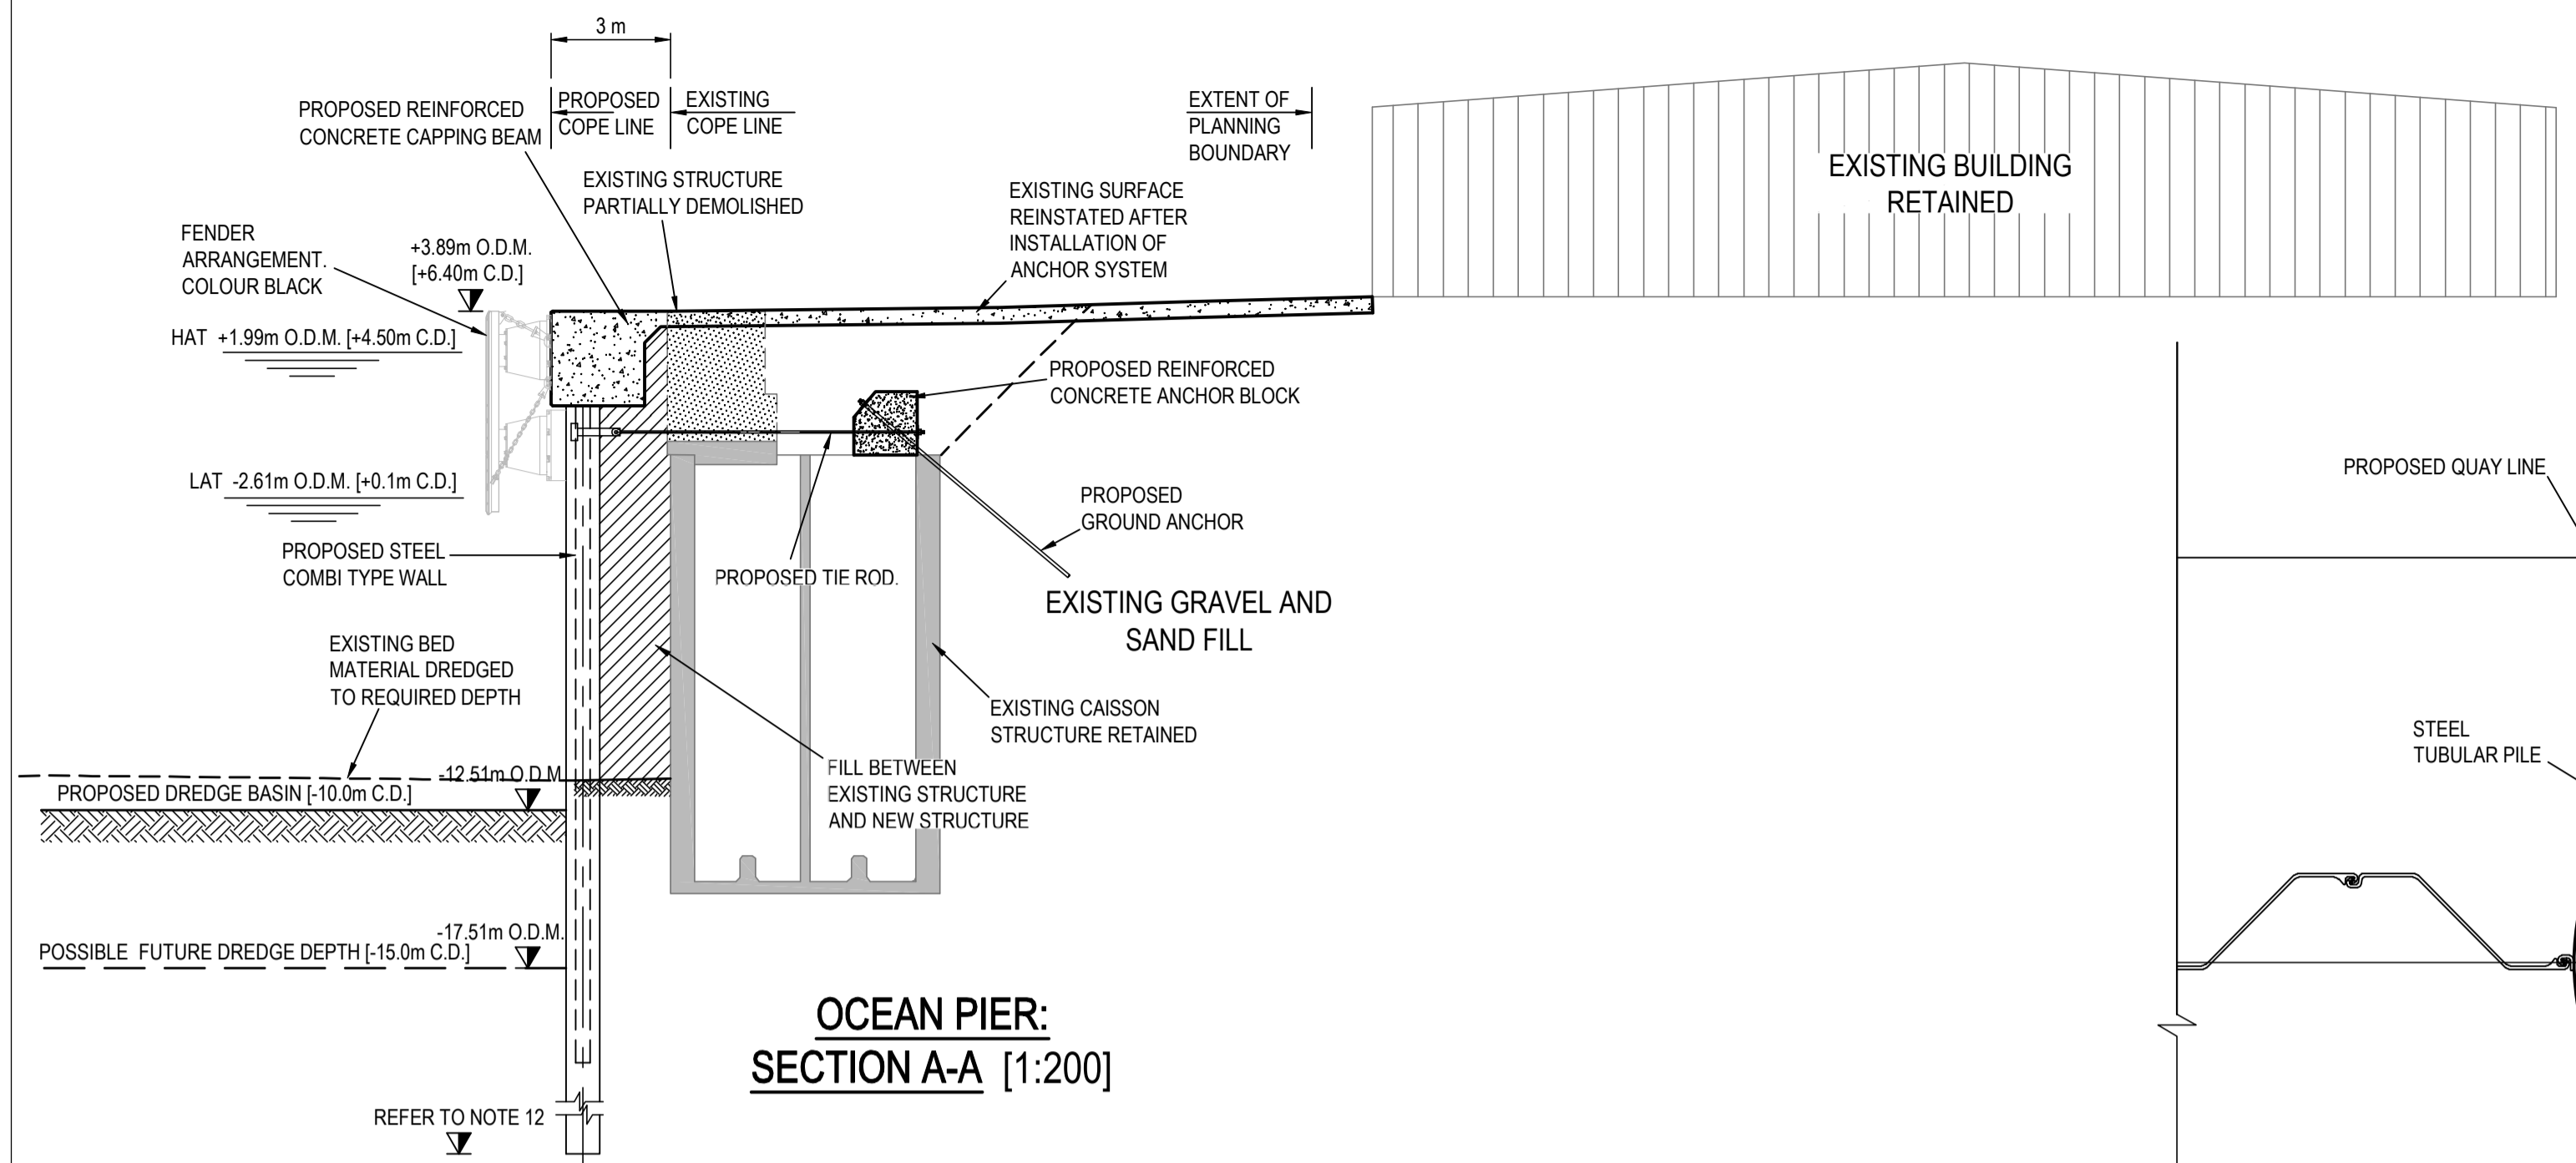 3 m
PROPOSED REINFORCED
CONCRETE CAPPING BEAM
PROPOSED
COPE LINE
EXISTING
COPE LINE
EXTENT OF
PLANNING
BOUNDARY
EXISTING STRUCTURE
PARTIALLY DEMOLISHED
EXISTING SURFACE
REINSTATED AFTER
INSTALLATION OF
ANCHOR SYSTEM
EXISTING BUILDING
RETAINED
FENDER
ARRANGEMENT.
COLOUR BLACK
+3.89m O.D.M.
[+6.40m C.D.]
HAT +1.99m O.D.M. [+4.50m C.D.]
PROPOSED REINFORCED
CONCRETE ANCHOR BLOCK
LAT -2.61m O.D.M. [+0.1m C.D.]
PROPOSED QUAY LINE
PROPOSED
GROUND ANCHOR
PROPOSED STEEL
COMBI TYPE WALL
PROPOSED TIE ROD.
EXISTING GRAVEL AND
SAND FILL
EXISTING BED
MATERIAL DREDGED
TO REQUIRED DEPTH
EXISTING CAISSON
STRUCTURE RETAINED
STEEL
TUBULAR PILE
-12.51m O.D.M.
PROPOSED DREDGE BASIN [-10.0m C.D.]
FILL BETWEEN
EXISTING STRUCTURE
AND NEW STRUCTURE
-17.51m O.D.M.
POSSIBLE FUTURE DREDGE DEPTH [-15.0m C.D.]
OCEAN PIER:
SECTION A-A [1:200]
REFER TO NOTE 12